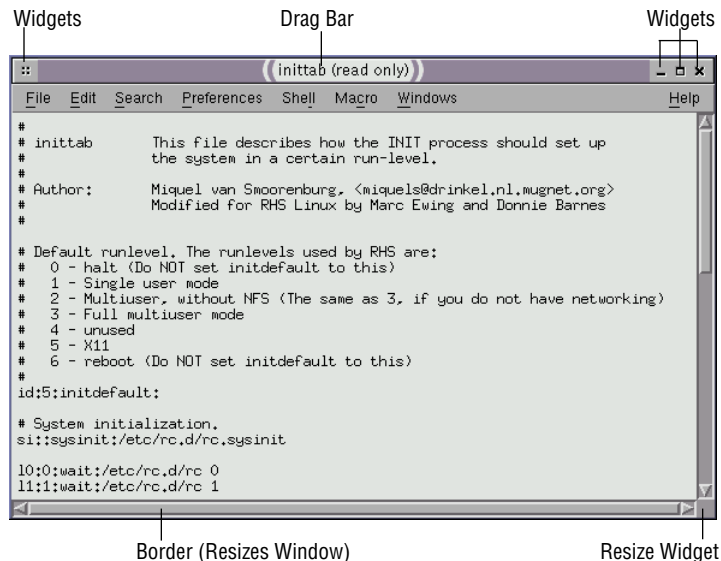 Widgets Drag Bar Widgets
inittab (read only)
File Edit Search Preferences Shell Macro Windows Help
#
# inittab This file describes how the INIT process should set up
# the system in a certain run-level.
#
# Author: Miquel van Smoorenburg, <miquels@drinkel.nl.mugnet.org>
# Modified for RHS Linux by Marc Ewing and Donnie Barnes
#
# Default runlevel. The runlevels used by RHS are:
# 0 - halt (Do NOT set initdefault to this)
# 1 - Single user mode
# 2 - Multiuser, without NFS (The same as 3, if you do not have networking)
# 3 - Full multiuser mode
# 4 - unused
# 5 - X11
# 6 - reboot (Do NOT set initdefault to this)
#
id:5:initdefault:
# System initialization.
si::sysinit:/etc/rc.d/rc.sysinit
l0:0:wait:/etc/rc.d/rc 0
l1:1:wait:/etc/rc.d/rc 1
Border (Resizes Window) Resize Widget